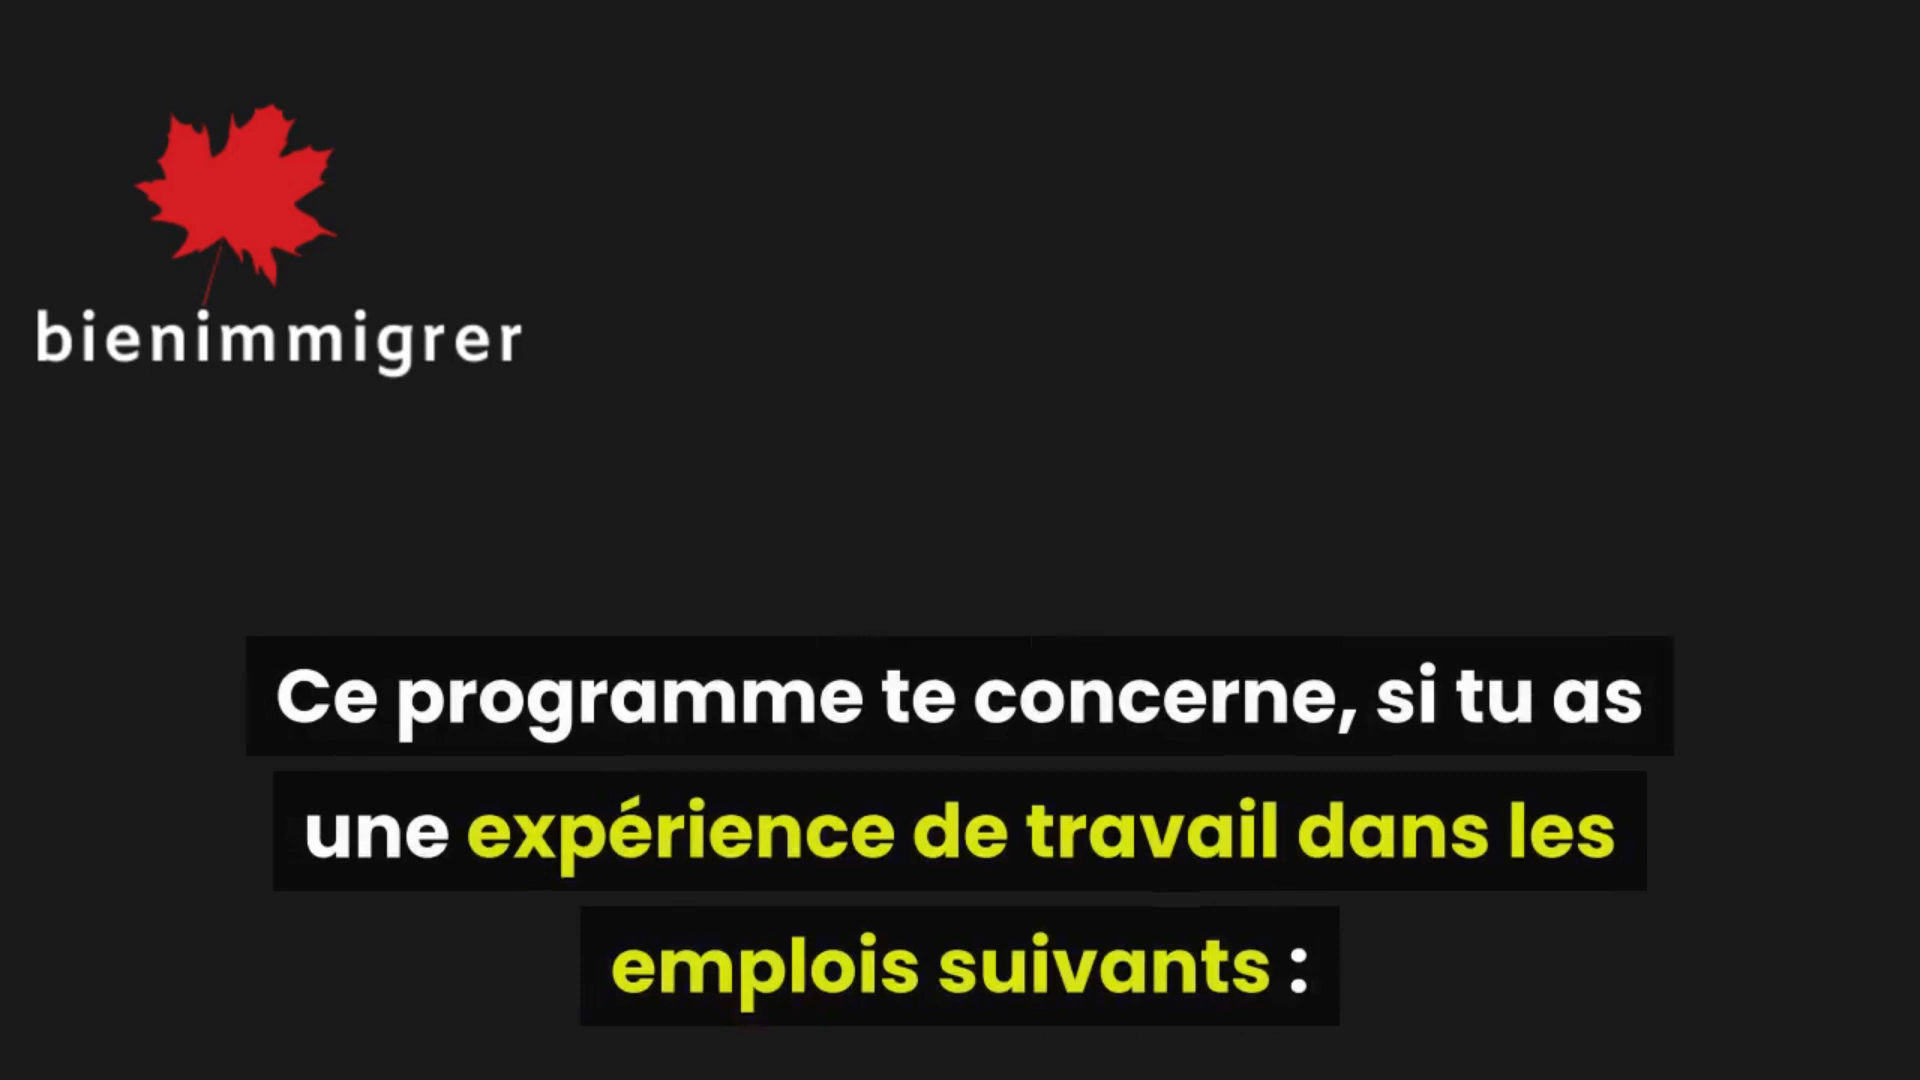 bienimmigrer
Ce programme te concerne, si tu as
une expérience de travail dans les
emplois suivants :